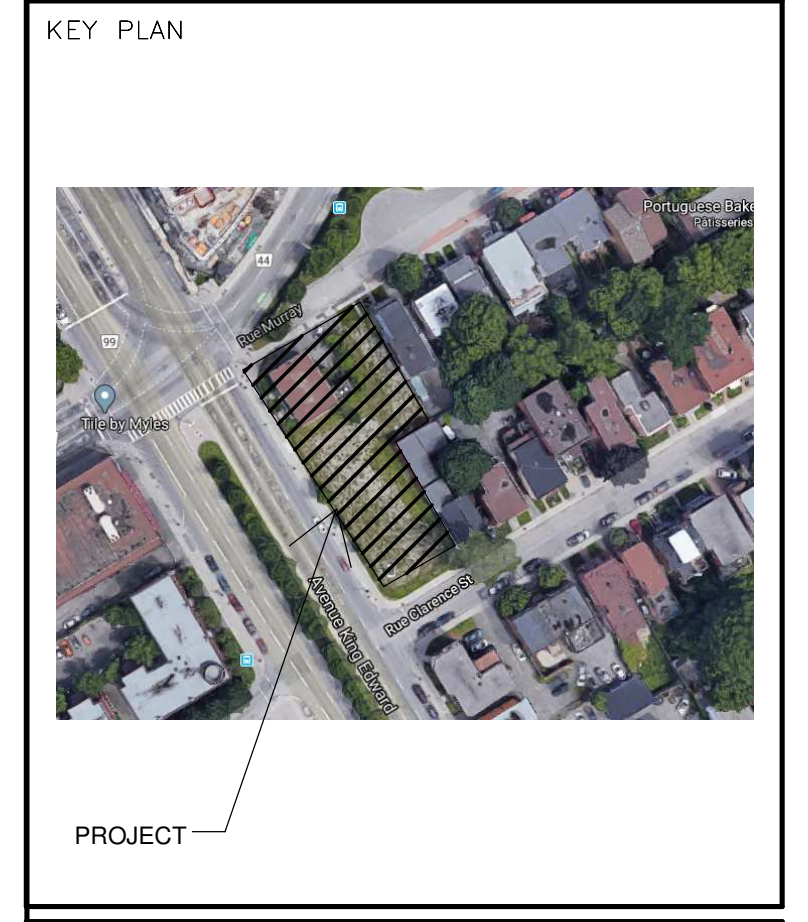 KEY PLAN
Portuguese Bake
Pâtisseries
44
Rue Murray
99
Tile by Myles
Rue Clarence St
Avenue King Edward
PROJECT